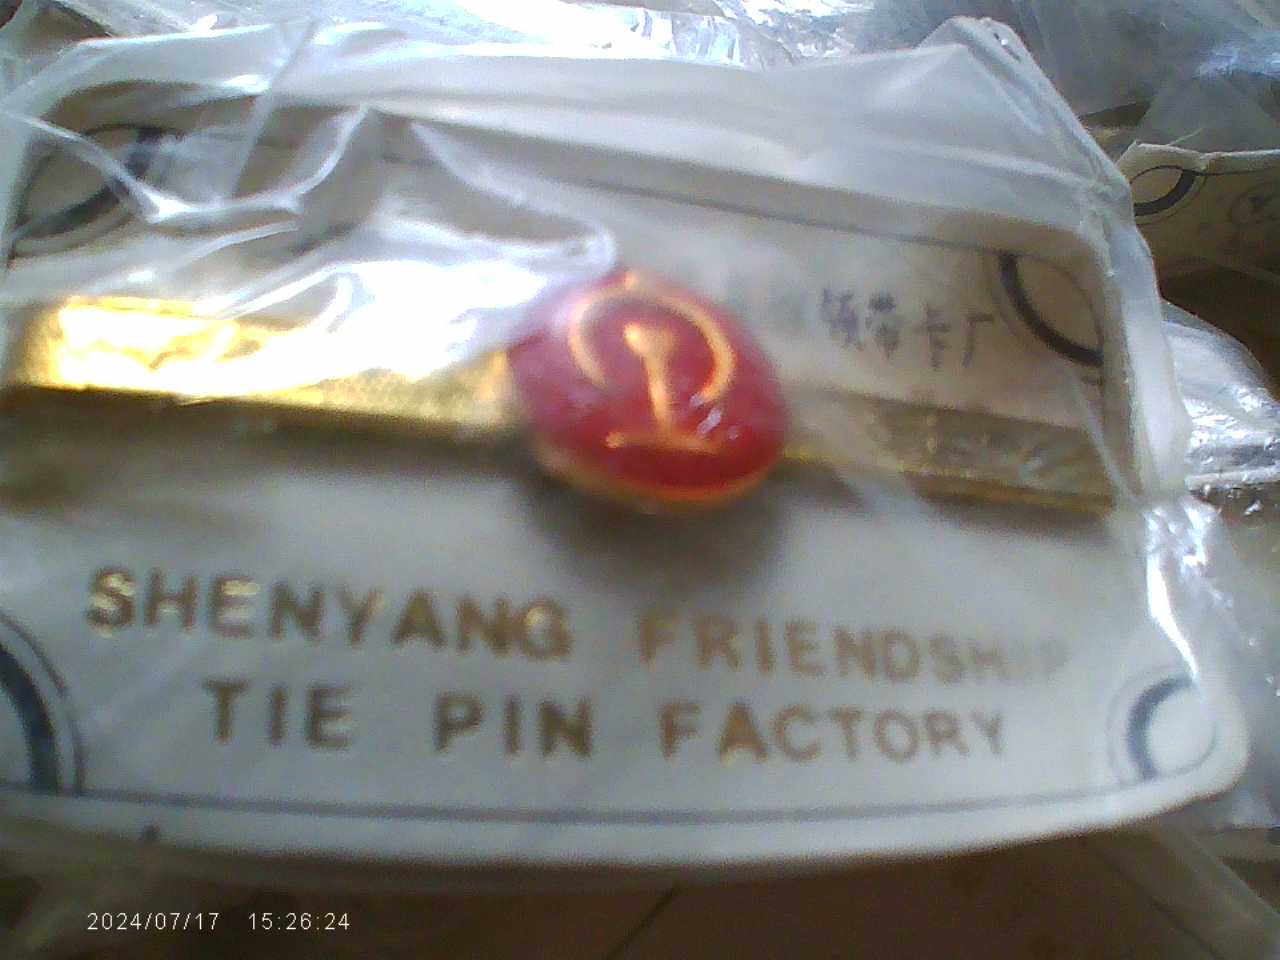 领带卡厂
SHENYANG FRIENDSHIP
TIE PIN FACTORY
2024/07/17 15:26:24